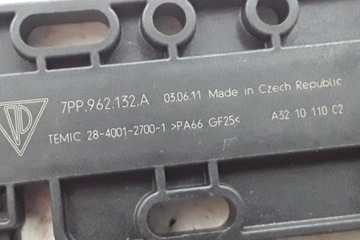 7PP.962.132.A 03.06.11 Made in Czech Republic
TEMIC 28-4001-2700-1 >PA66 GF25< A32 10 110 C2